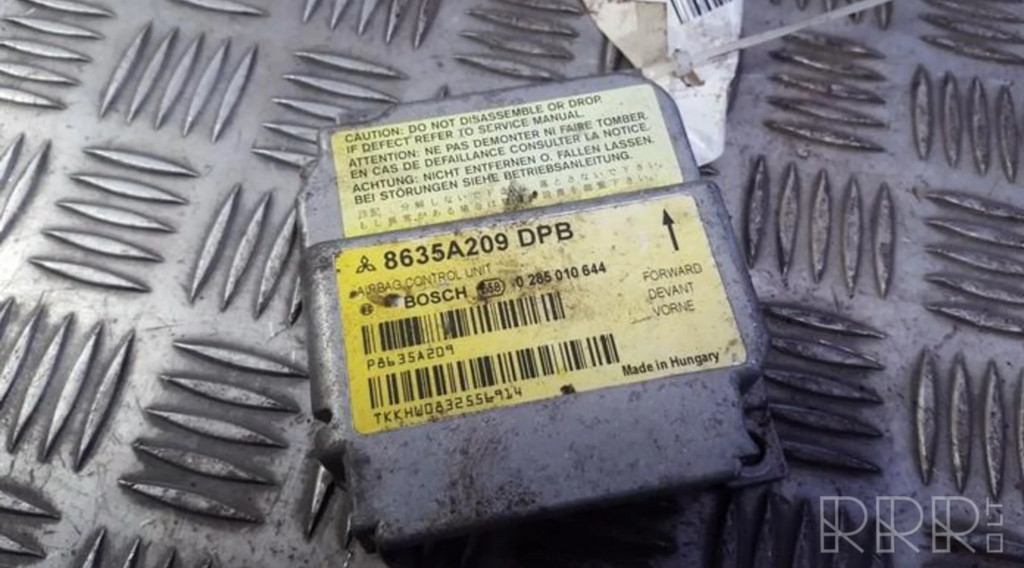 CAUTION: DO NOT DISASSEMBLE OR DROP.
IF DEFECT REFER TO SERVICE MANUAL.
ATTENTION: NE PAS DEMONTER NI FAIRE TOMBER.
EN CAS DE DEFAILLANCE CONSULTER LA NOTICE.
ACHTUNG: NICHT ENTFERNEN O. FALLEN LASSEN.
BEI STÖRUNGEN SIEHE BETRIEBSANLEITUNG.
8635A209 DPB
AIRBAG CONTROL UNIT
BOSCH 0 285 010 644
FORWARD
DEVANT
VORNE
P8635A209
Made in Hungary
TKKHW0832556914
RRR.LT